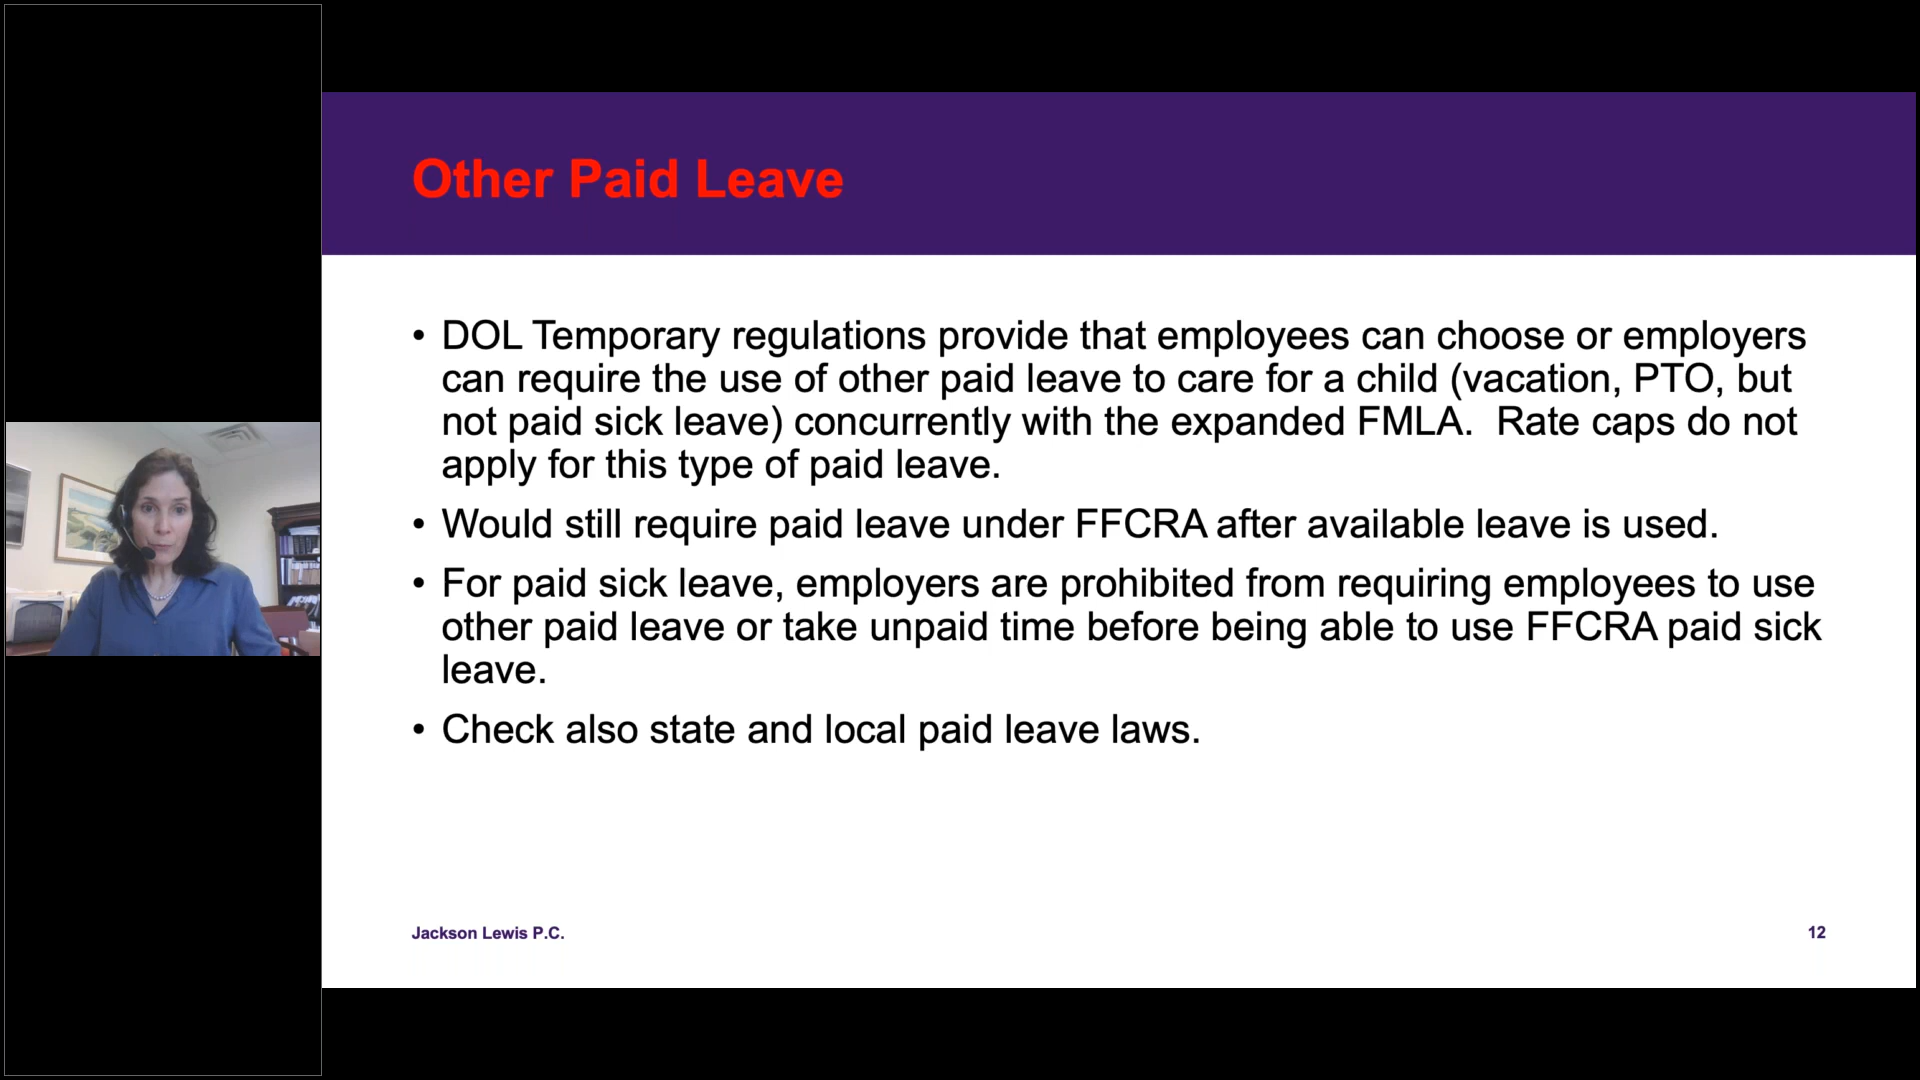 Other Paid Leave
• DOL Temporary regulations provide that employees can choose or employers
can require the use of other paid leave to care for a child (vacation, PTO, but
not paid sick leave) concurrently with the expanded FMLA.  Rate caps do not
apply for this type of paid leave.
• Would still require paid leave under FFCRA after available leave is used.
• For paid sick leave, employers are prohibited from requiring employees to use
other paid leave or take unpaid time before being able to use FFCRA paid sick
leave.
• Check also state and local paid leave laws.
Jackson Lewis P.C.
12